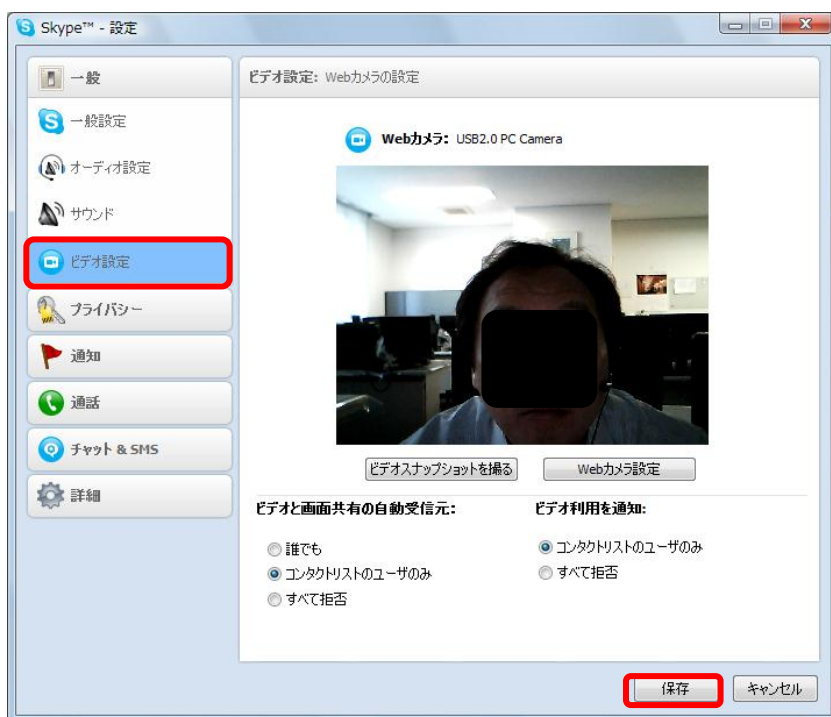 Skype™ - 設定
一般
一般設定
オーディオ設定
サウンド
ビデオ設定
プライバシー
通知
通話
チャット & SMS
詳細
ビデオ設定: Webカメラの設定
Webカメラ: USB2.0 PC Camera
ビデオスナップショットを撮る
Webカメラ設定
ビデオと画面共有の自動受信元:
誰でも
コンタクトリストのユーザのみ
すべて拒否
ビデオ利用を通知:
コンタクトリストのユーザのみ
すべて拒否
保存
キャンセル